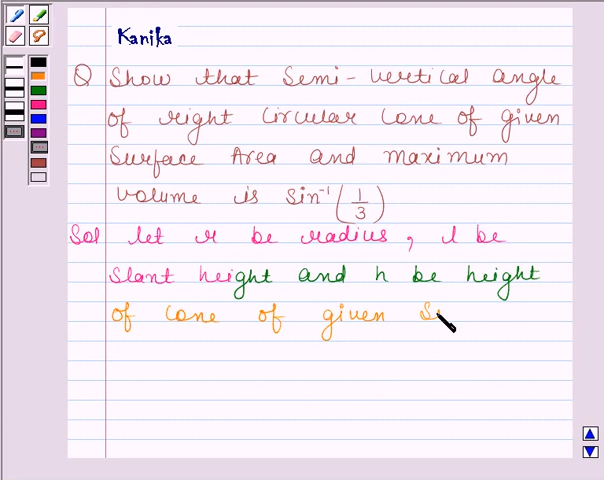 Kanika
Q Show that Semi-vertical angle
of right circular cone of given
Surface Area and maximum
volume is sin⁻¹(1/3)
Sol let r be radius, l be
Slant height and h be height
of cone of given S